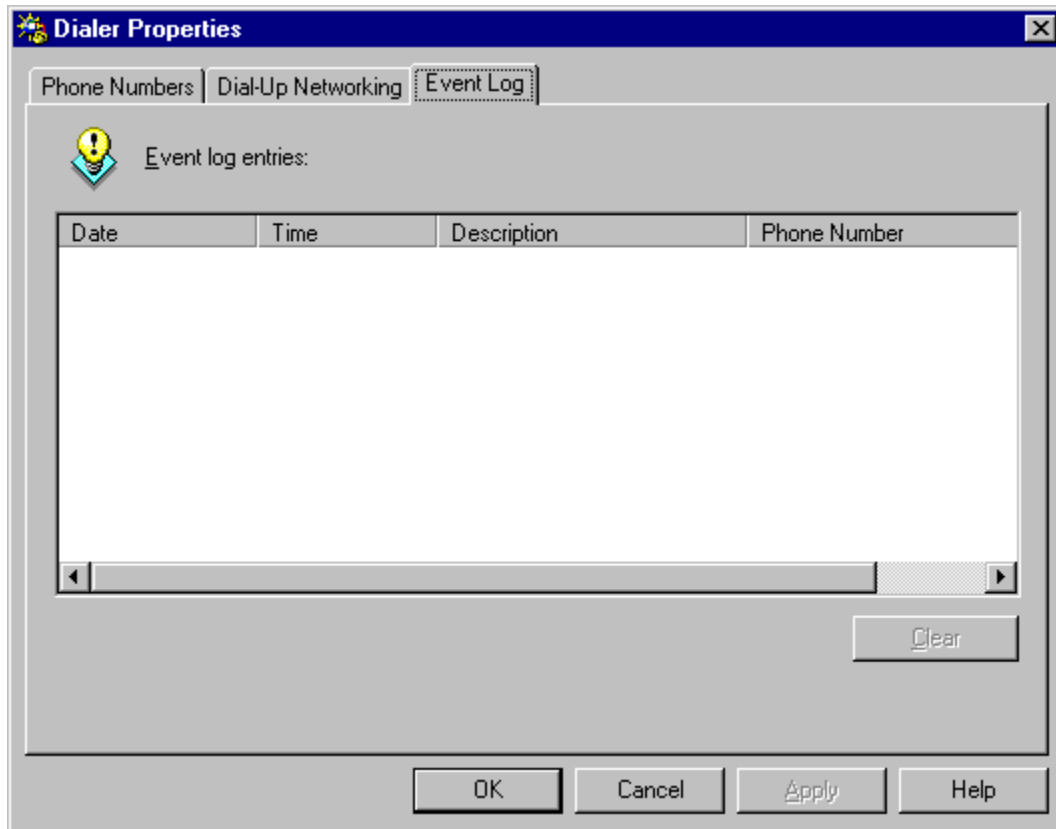 Dialer Properties
Phone Numbers Dial-Up Networking Event Log
Event log entries:
Date Time Description Phone Number
Clear
OK Cancel Apply Help